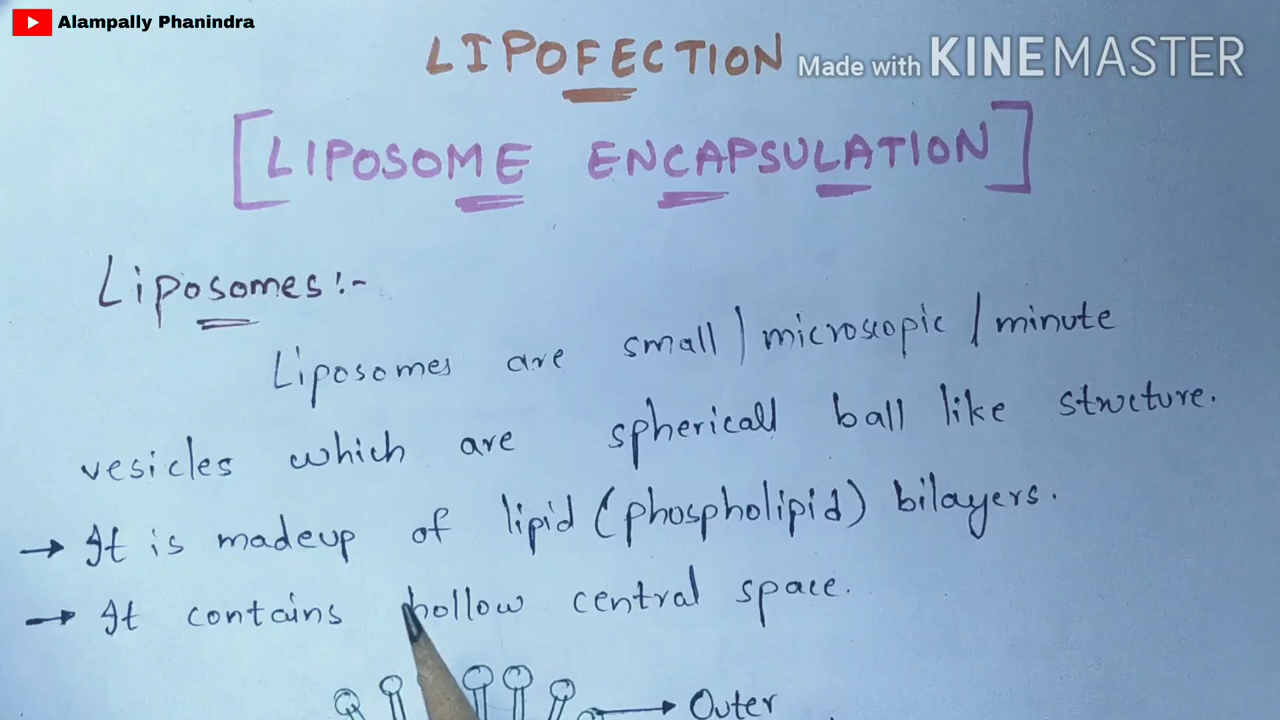 Alampally Phanindra
LIPOFECTION
Made with KINEMASTER
[LIPOSOME ENCAPSULATION]
Liposomes:-
Liposomes are small/microscopic/minute
vesicles which are sphericall ball like structure.
→ It is madeup of lipid (phospholipid) bilayers.
→ It contains hollow central space.
→ Outer